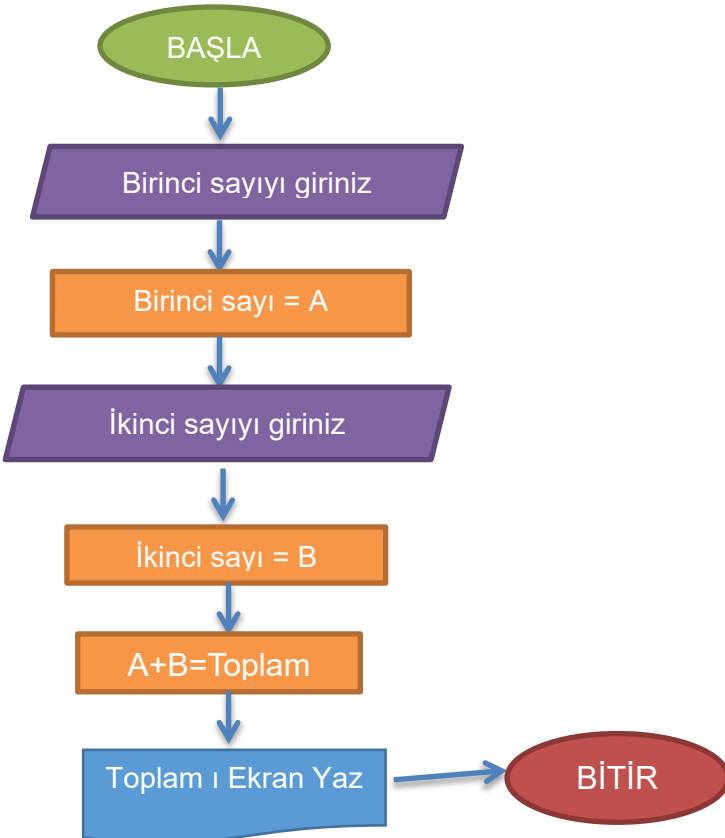 BAŞLA
Birinci sayıyı giriniz
Birinci sayı = A
İkinci sayıyı giriniz
İkinci sayı = B
A+B=Toplam
Toplam ı Ekran Yaz
BİTİR